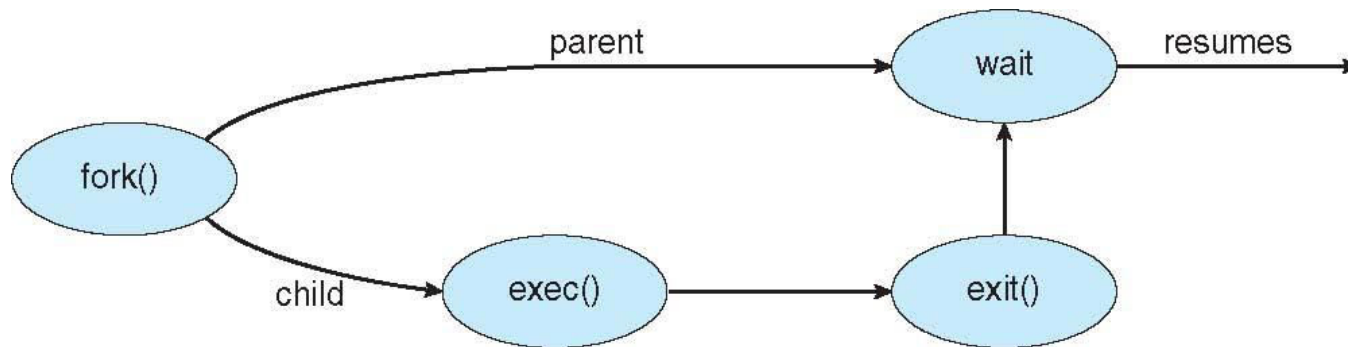 parent
wait
resumes
fork()
child
exec()
exit()